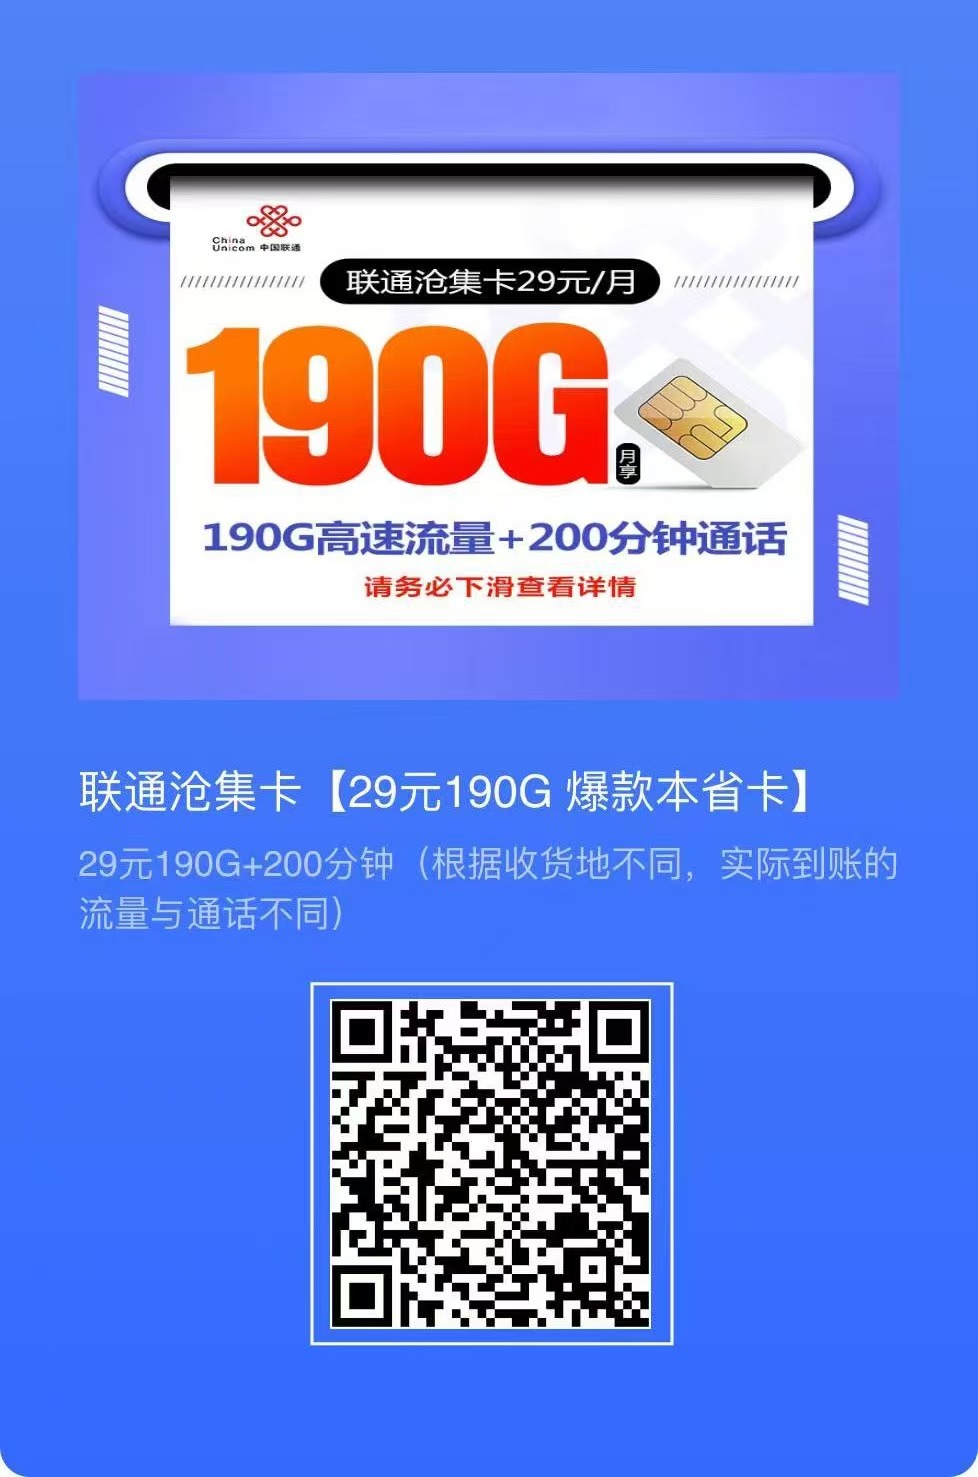 China
Unicom 中国联通
联通沧集卡29元/月
190G
月享
190G高速流量+200分钟通话
请务必下滑查看详情
联通沧集卡【29元190G 爆款本省卡】
29元190G+200分钟（根据收货地不同，实际到账的
流量与通话不同）